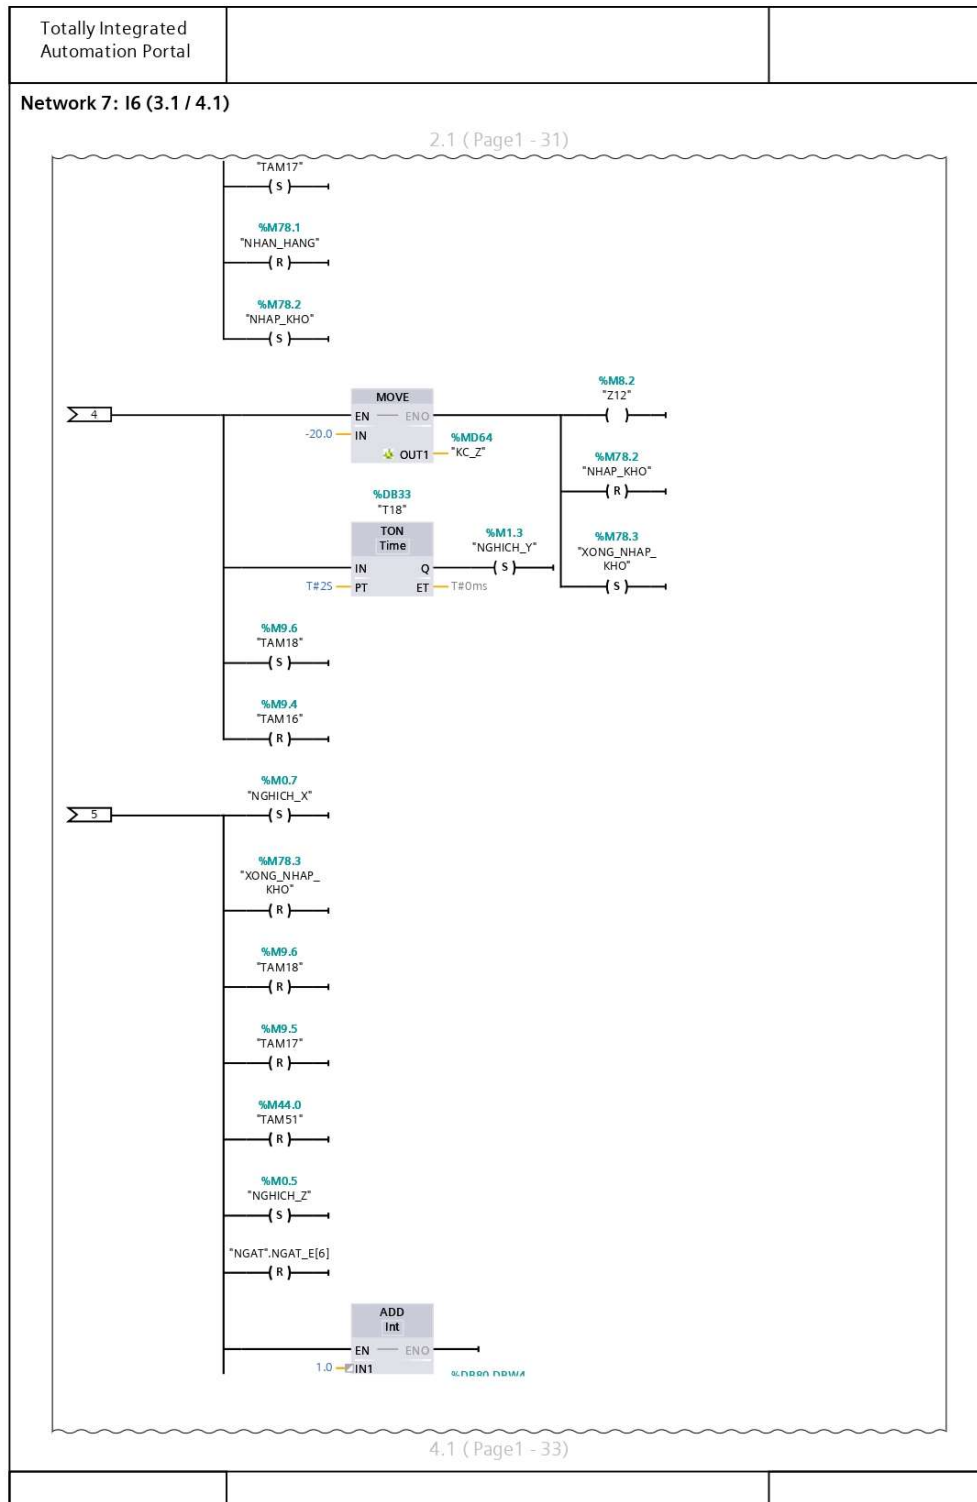 Totally Integrated
Automation Portal
Network 7: I6 (3.1 / 4.1)
2.1 ( Page1 - 31)
"TAM17"
( S )
%M78.1
"NHAN_HANG"
( R )
%M78.2
"NHAP_KHO"
( S )
4
MOVE
EN ENO
-20.0 IN
OUT1
%MD64
"KC_Z"
%M8.2
"Z12"
( )
%M78.2
"NHAP_KHO"
( R )
%M78.3
"XONG_NHAP_
KHO"
( S )
%DB33
"T18"
TON
Time
IN Q
T#2S PT ET T#0ms
%M1.3
"NGHICH_Y"
( S )
%M9.6
"TAM18"
( S )
%M9.4
"TAM16"
( R )
5
%M0.7
"NGHICH_X"
( S )
%M78.3
"XONG_NHAP_
KHO"
( R )
%M9.6
"TAM18"
( R )
%M9.5
"TAM17"
( R )
%M44.0
"TAM51"
( R )
%M0.5
"NGHICH_Z"
( S )
"NGAT".NGAT_E[6]
( R )
ADD
Int
EN ENO
1.0 IN1
%DB80.DBW4
4.1 ( Page1 - 33)